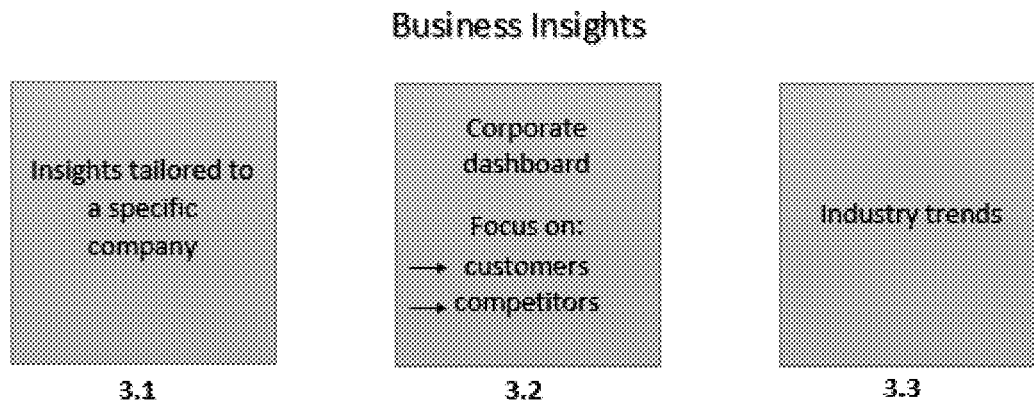 Business Insights
Insights tailored to
a specific
company
3.1
Corporate
dashboard
Focus on:
→ customers
→ competitors
3.2
Industry trends
3.3